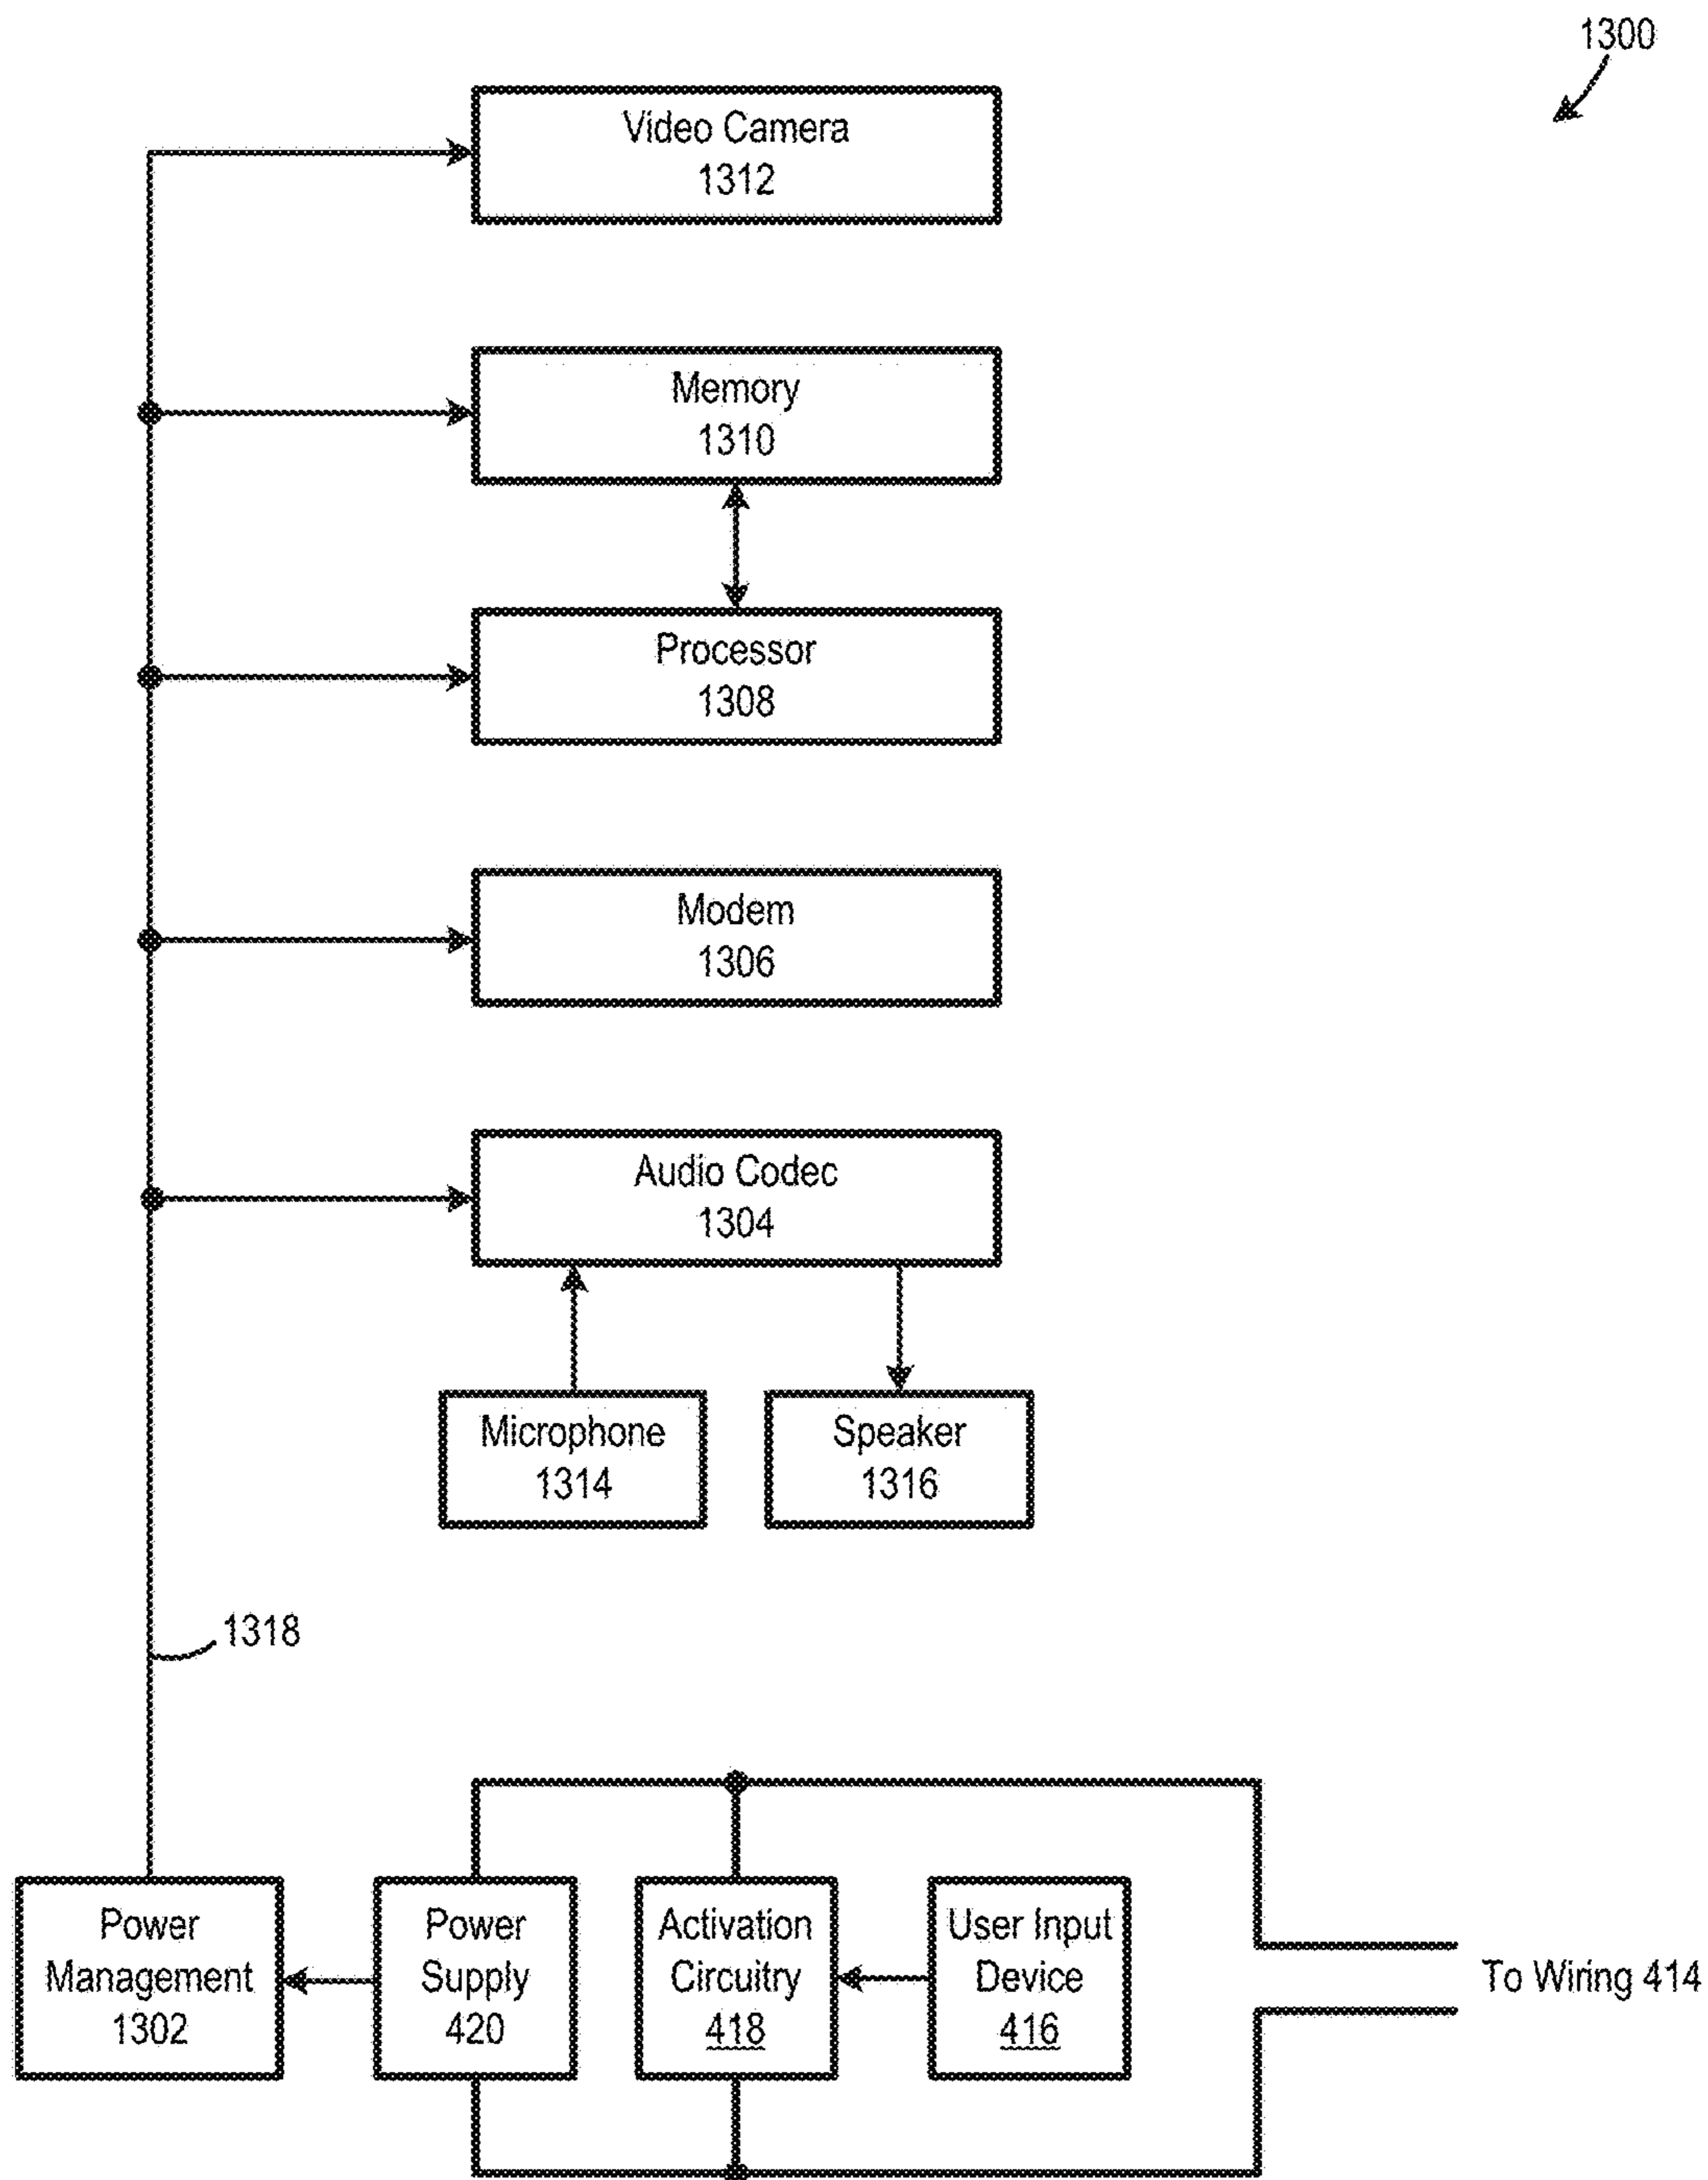 1300
Video Camera
1312
Memory
1310
Processor
1308
Modem
1306
Audio Codec
1304
Microphone
1314
Speaker
1316
1318
Power
Management
1302
Power
Supply
420
Activation
Circuitry
418
User Input
Device
416
To Wiring 414